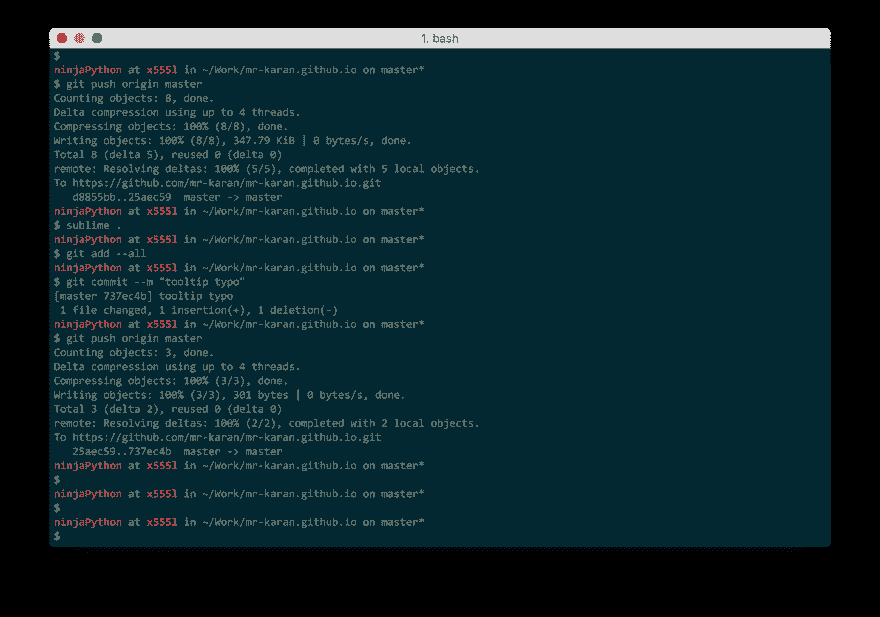 1. bash
$
ninjaPython at x555l in ~/Work/mr-karan.github.io on master*
$ git push origin master
Counting objects: 8, done.
Delta compression using up to 4 threads.
Compressing objects: 100% (8/8), done.
Writing objects: 100% (8/8), 347.79 KiB | 0 bytes/s, done.
Total 8 (delta 5), reused 0 (delta 0)
remote: Resolving deltas: 100% (5/5), completed with 5 local objects.
To https://github.com/mr-karan/mr-karan.github.io.git
   d8855bb..25aec59  master -> master
ninjaPython at x555l in ~/Work/mr-karan.github.io on master*
$ sublime .
ninjaPython at x555l in ~/Work/mr-karan.github.io on master*
$ git add --all
ninjaPython at x555l in ~/Work/mr-karan.github.io on master*
$ git commit --m "tooltip typo"
[master 737ec4b] tooltip typo
 1 file changed, 1 insertion(+), 1 deletion(-)
ninjaPython at x555l in ~/Work/mr-karan.github.io on master*
$ git push origin master
Counting objects: 3, done.
Delta compression using up to 4 threads.
Compressing objects: 100% (3/3), done.
Writing objects: 100% (3/3), 301 bytes | 0 bytes/s, done.
Total 3 (delta 2), reused 0 (delta 0)
remote: Resolving deltas: 100% (2/2), completed with 2 local objects.
To https://github.com/mr-karan/mr-karan.github.io.git
   25aec59..737ec4b  master -> master
ninjaPython at x555l in ~/Work/mr-karan.github.io on master*
$
ninjaPython at x555l in ~/Work/mr-karan.github.io on master*
$
ninjaPython at x555l in ~/Work/mr-karan.github.io on master*
$